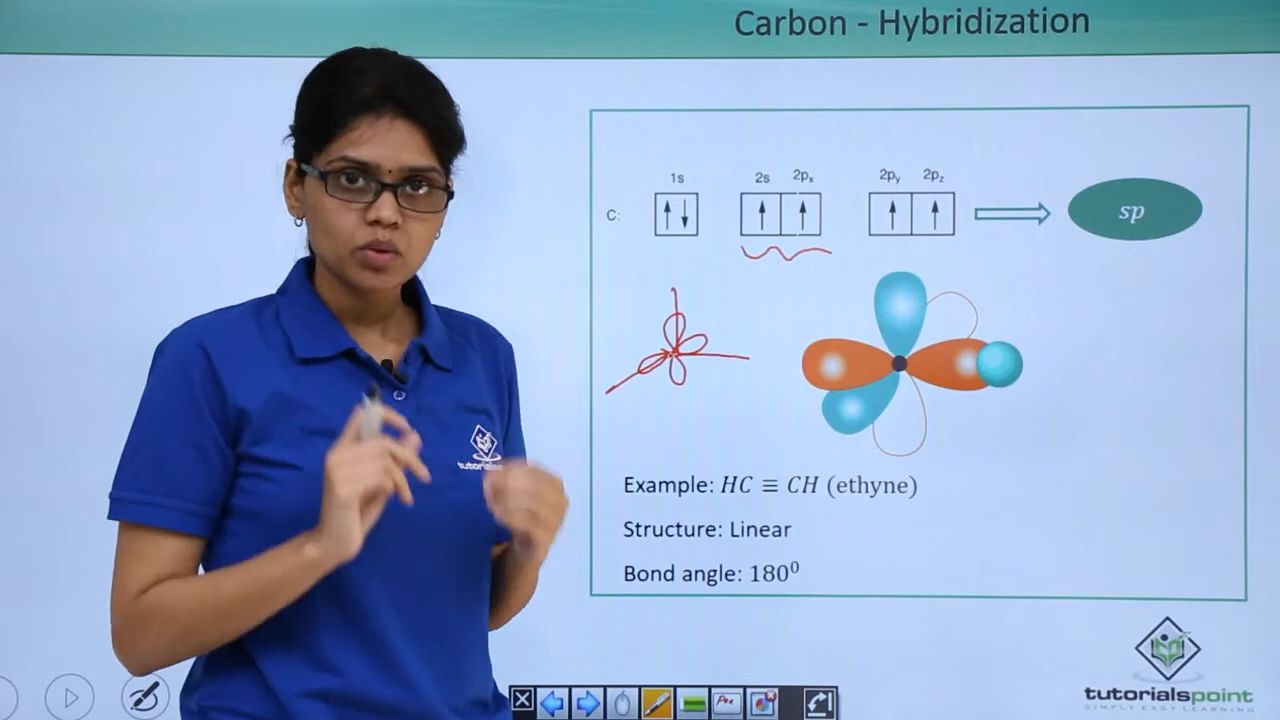 Carbon - Hybridization
1s 2s 2pₓ 2pᵧ 2p_z
C:
sp
Example: HC ≡ CH (ethyne)
Structure: Linear
Bond angle: 180⁰
tutorialspoint
SIMPLY EASY LEARNING